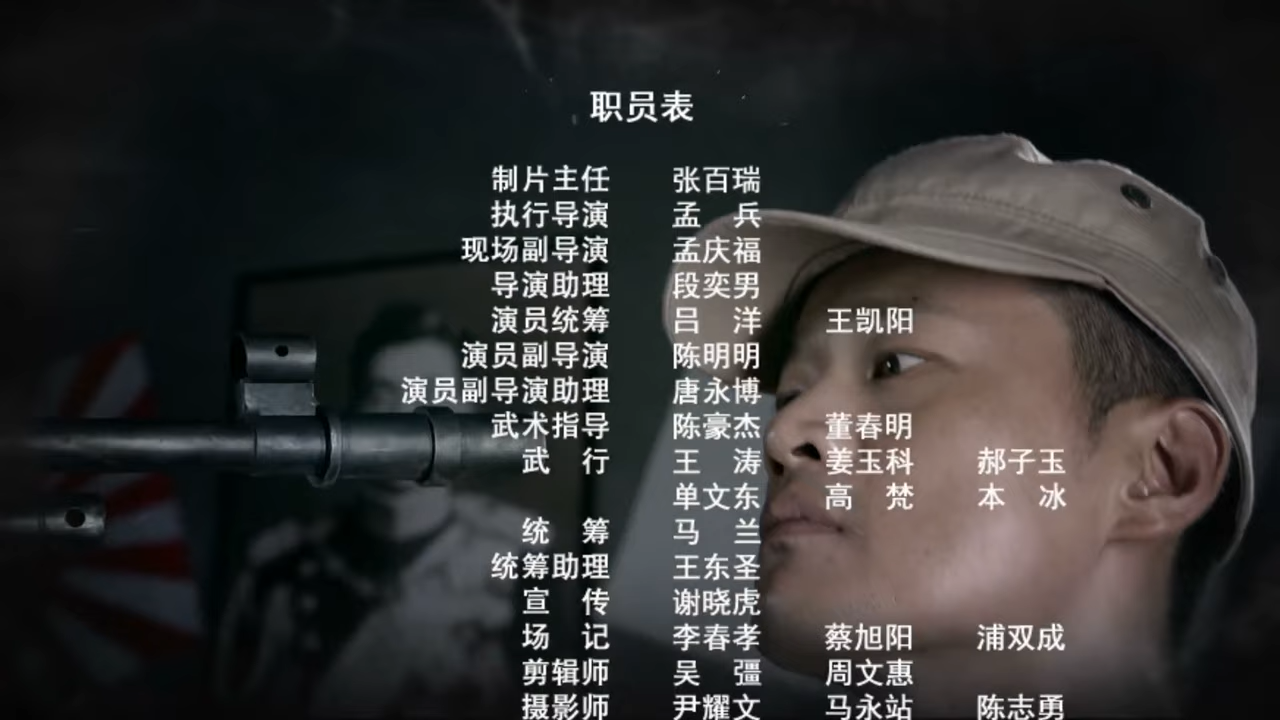 职员表
制片主任 张百瑞
执行导演 孟 兵
现场副导演 孟庆福
导演助理 段奕男
演员统筹 吕 洋 王凯阳
演员副导演 陈明明
演员副导演助理 唐永博
武术指导 陈豪杰 董春明
武 行 王 涛 姜玉科 郝子玉
单文东 高 梵 本 冰
统 筹 马 兰
统筹助理 王东圣
宣 传 谢晓虎
场 记 李春孝 蔡旭阳 浦双成
剪辑师 吴 彊 周文惠
摄影师 尹耀文 马永站 陈志勇